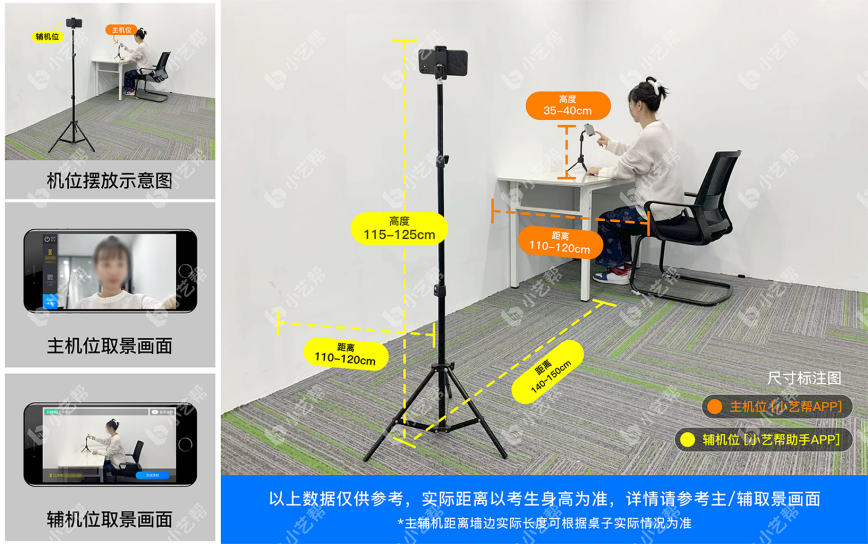 辅机位
主机位
机位摆放示意图
主机位取景画面
辅机位取景画面
高度
35-40cm
高度
115-125cm
距离
110-120cm
距离
110-120cm
距离
140-150cm
尺寸标注图
主机位 [小艺帮APP]
辅机位 [小艺帮助手APP]
以上数据仅供参考，实际距离以考生身高为准，详情请参考主/辅取景画面
*主辅机距离墙边实际长度可根据桌子实际情况为准
小艺帮